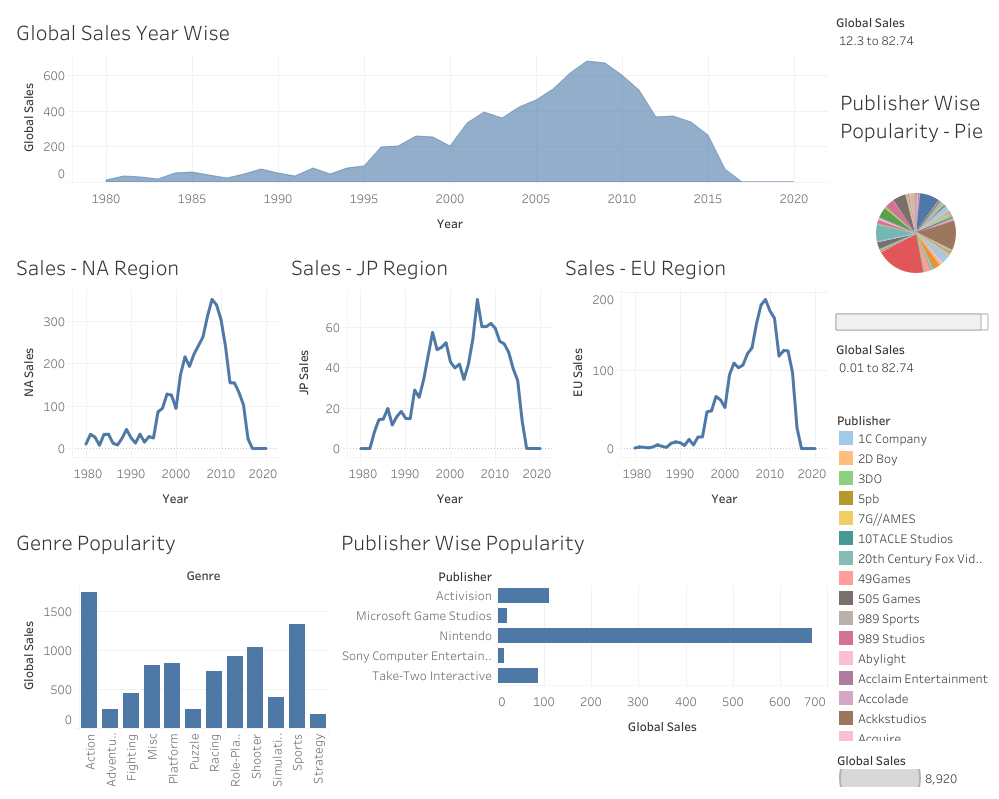 Global Sales Year Wise
Global Sales
600
400
200
0
1980
1985
1990
1995
2000
2005
2010
2015
2020
Year
Global Sales
12.3 to 82.74
Publisher Wise
Popularity - Pie
Sales - NA Region
NA Sales
300
200
100
0
1980
1990
2000
2010
2020
Year
Sales - JP Region
JP Sales
60
40
20
0
1980
1990
2000
2010
2020
Year
Sales - EU Region
EU Sales
200
100
0
1980
1990
2000
2010
2020
Year
Global Sales
0.01 to 82.74
Publisher
1C Company
2D Boy
3DO
5pb
7G//AMES
10TACLE Studios
20th Century Fox Vid..
49Games
505 Games
989 Sports
989 Studios
Abylight
Acclaim Entertainment
Accolade
Ackkstudios
Acquire
Genre Popularity
Genre
Global Sales
1500
1000
500
0
Action
Adventu..
Fighting
Misc
Platform
Puzzle
Racing
Role-Pla..
Shooter
Simulati..
Sports
Strategy
Publisher Wise Popularity
Publisher
Activision
Microsoft Game Studios
Nintendo
Sony Computer Entertain..
Take-Two Interactive
0
100
200
300
400
500
600
700
Global Sales
Global Sales
8,920